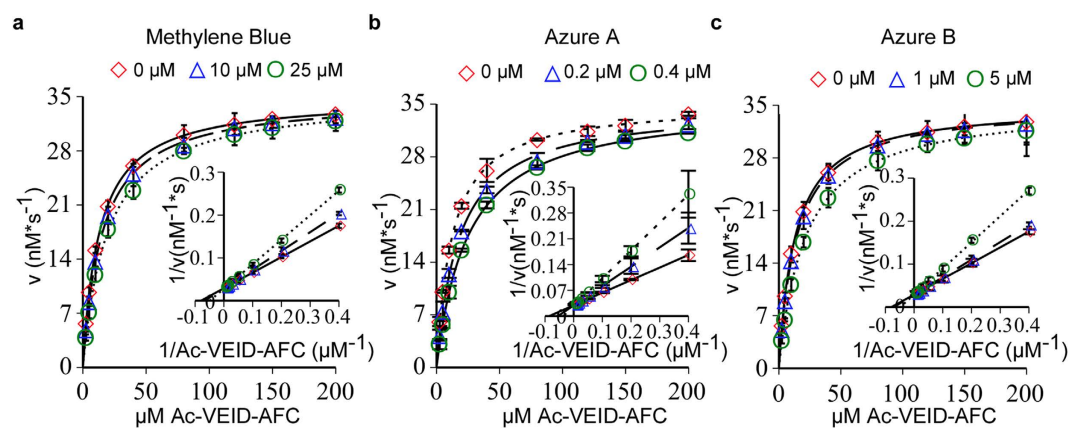 a
Methylene Blue
0 µM 10 µM 25 µM
35
28
21
14
7
0
v (nM*s-1)
0 50 100 150 200
µM Ac-VEID-AFC
0.3
0.2
0.1
0
1/v(nM-1*s)
-0.1 0 0.1 0.2 0.3 0.4
1/Ac-VEID-AFC (µM-1)
b
Azure A
0 µM 0.2 µM 0.4 µM
35
28
21
14
7
0
v (nM*s-1)
0 50 100 150 200
µM Ac-VEID-AFC
0.35
0.28
0.21
0.14
0.07
0
1/v(nM-1*s)
-0.1 0 0.1 0.2 0.3 0.4
1/Ac-VEID-AFC (µM-1)
c
Azure B
0 µM 1 µM 5 µM
35
28
21
14
7
0
v (nM*s-1)
0 50 100 150 200
µM Ac-VEID-AFC
0.3
0.2
0.1
0
1/v(nM-1*s)
-0.1 0 0.1 0.2 0.3 0.4
1/Ac-VEID-AFC (µM-1)